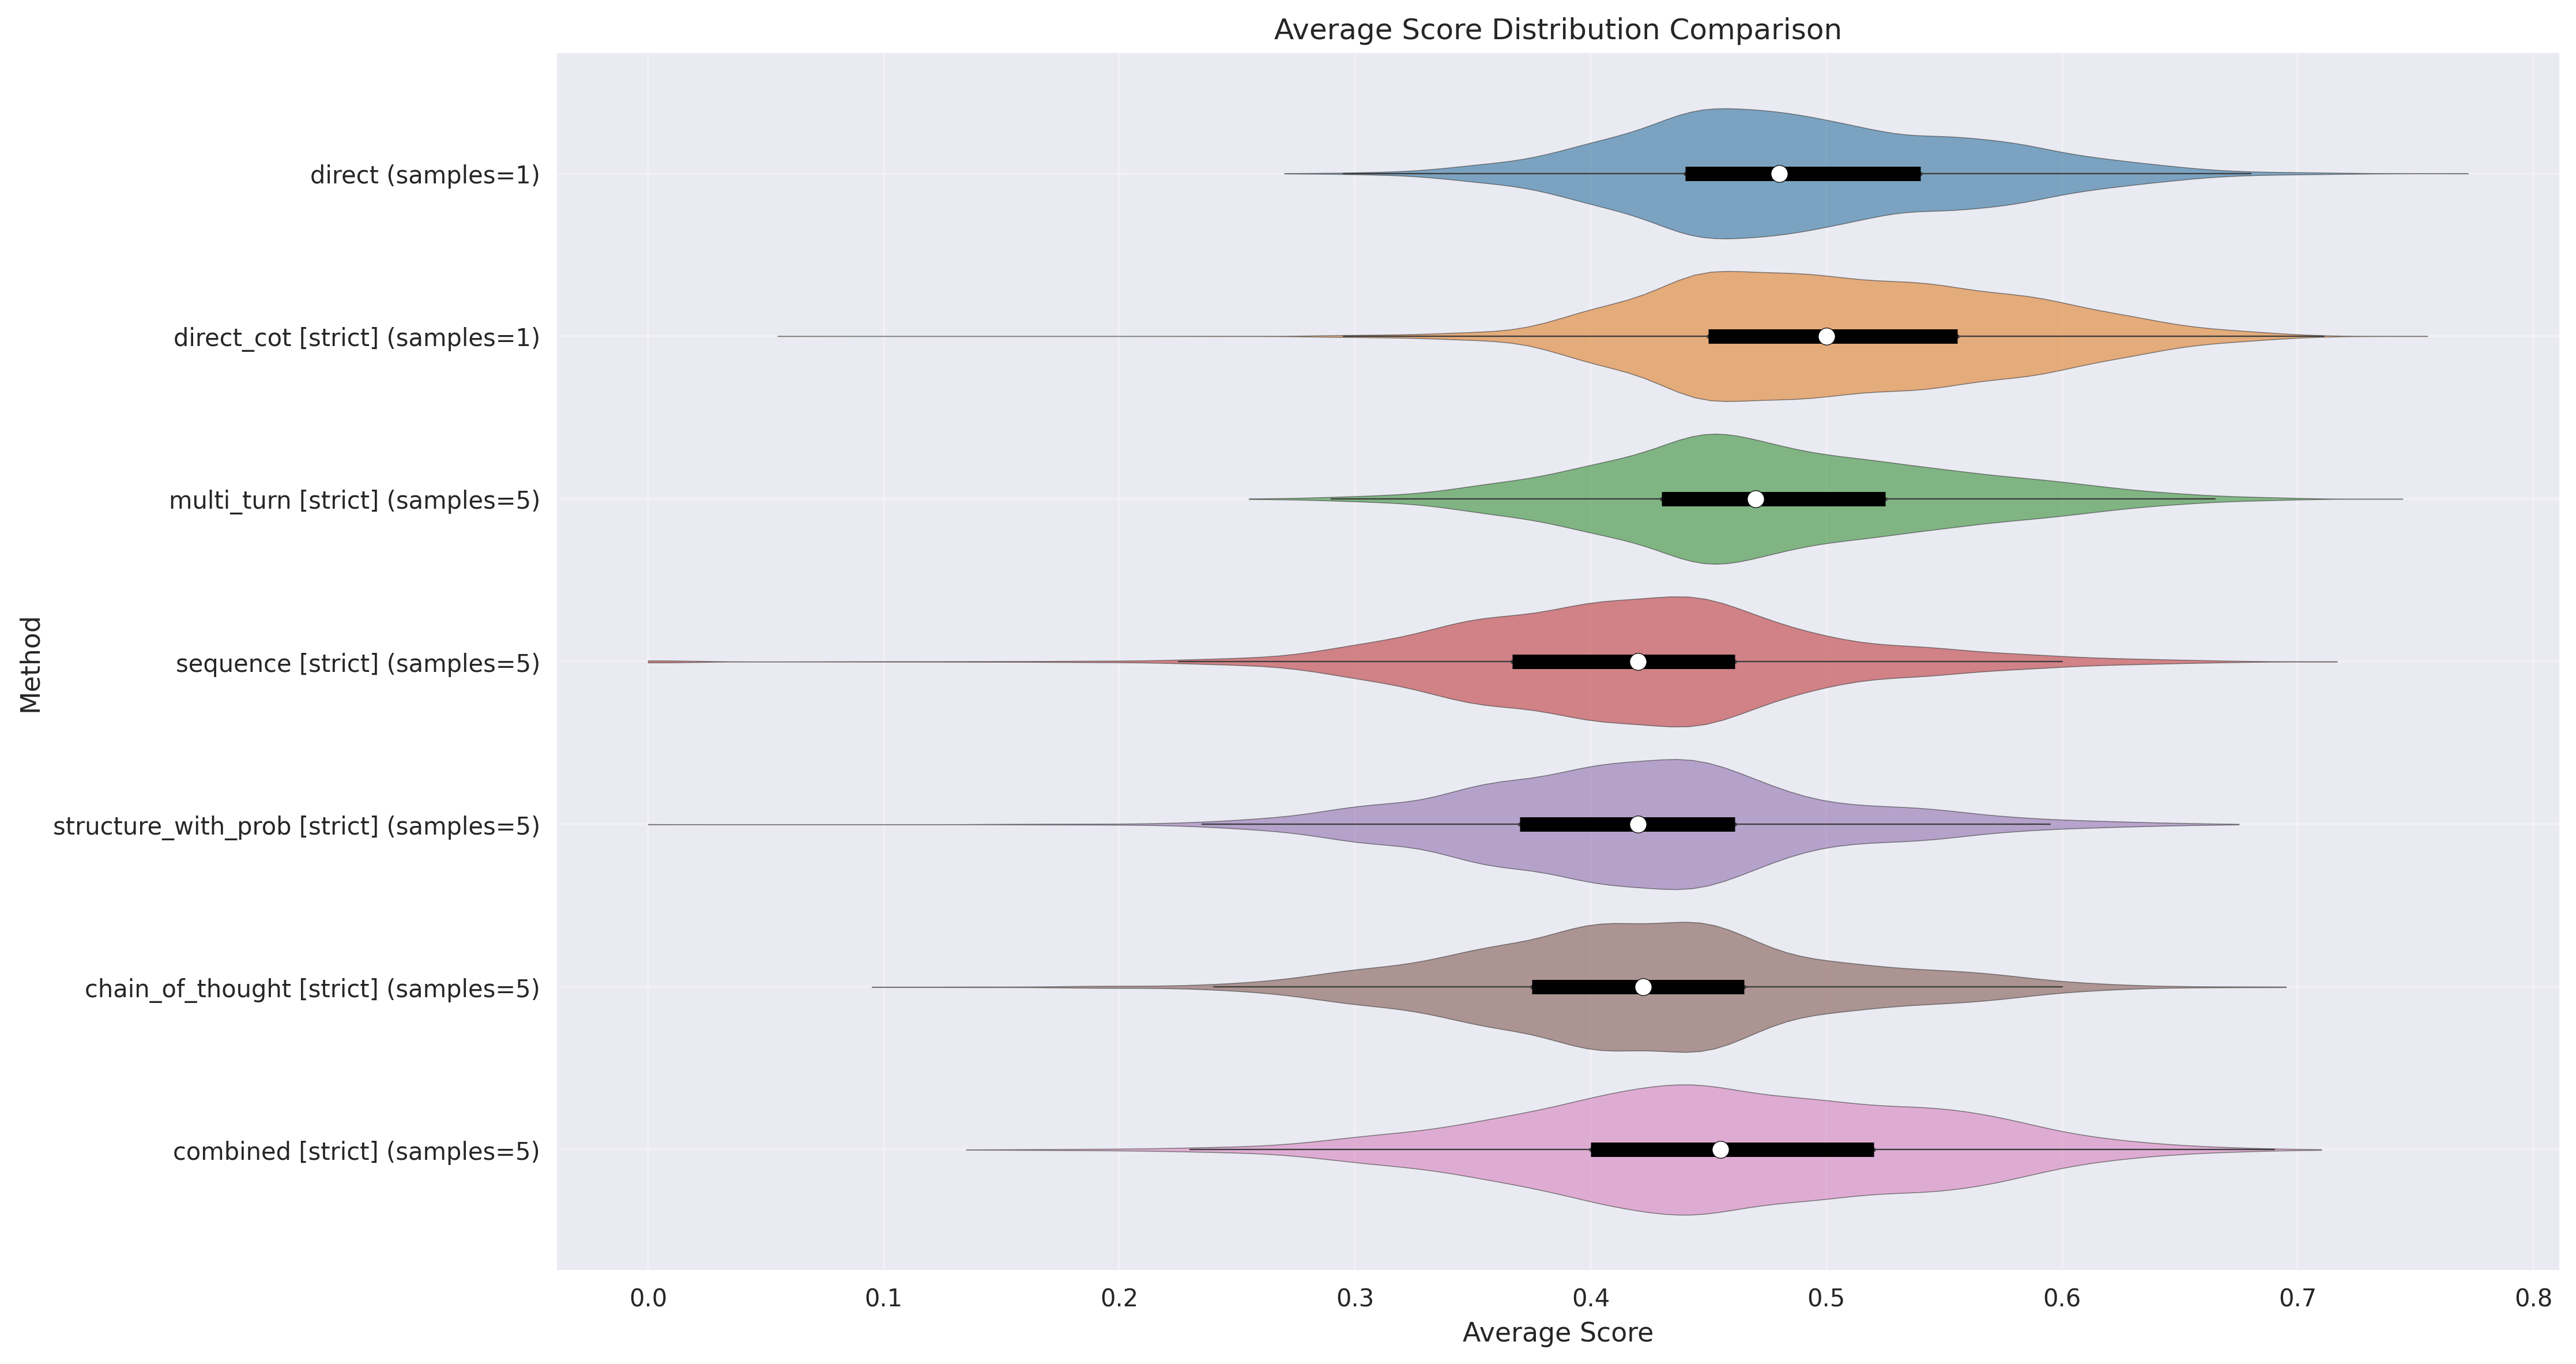 Average Score Distribution Comparison
direct (samples=1)
direct_cot [strict] (samples=1)
multi_turn [strict] (samples=5)
sequence [strict] (samples=5)
structure_with_prob [strict] (samples=5)
chain_of_thought [strict] (samples=5)
combined [strict] (samples=5)
Method
0.0 0.1 0.2 0.3 0.4 0.5 0.6 0.7 0.8
Average Score